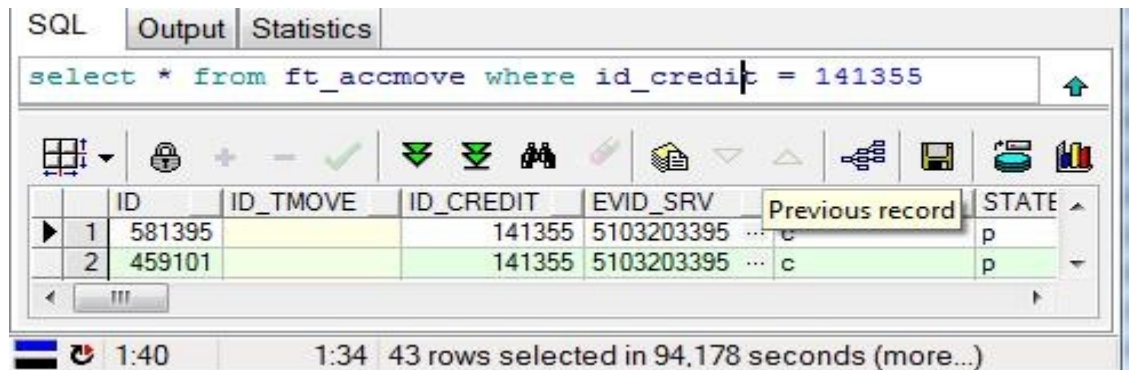 SQL Output Statistics
select * from ft_accmove where id_credit = 141355
ID ID_TMOVE ID_CREDIT EVID_SRV Previous record STATE
1 581395 141355 5103203395 ... c p
2 459101 141355 5103203395 ... c p
1:40 1:34 43 rows selected in 94,178 seconds (more...)